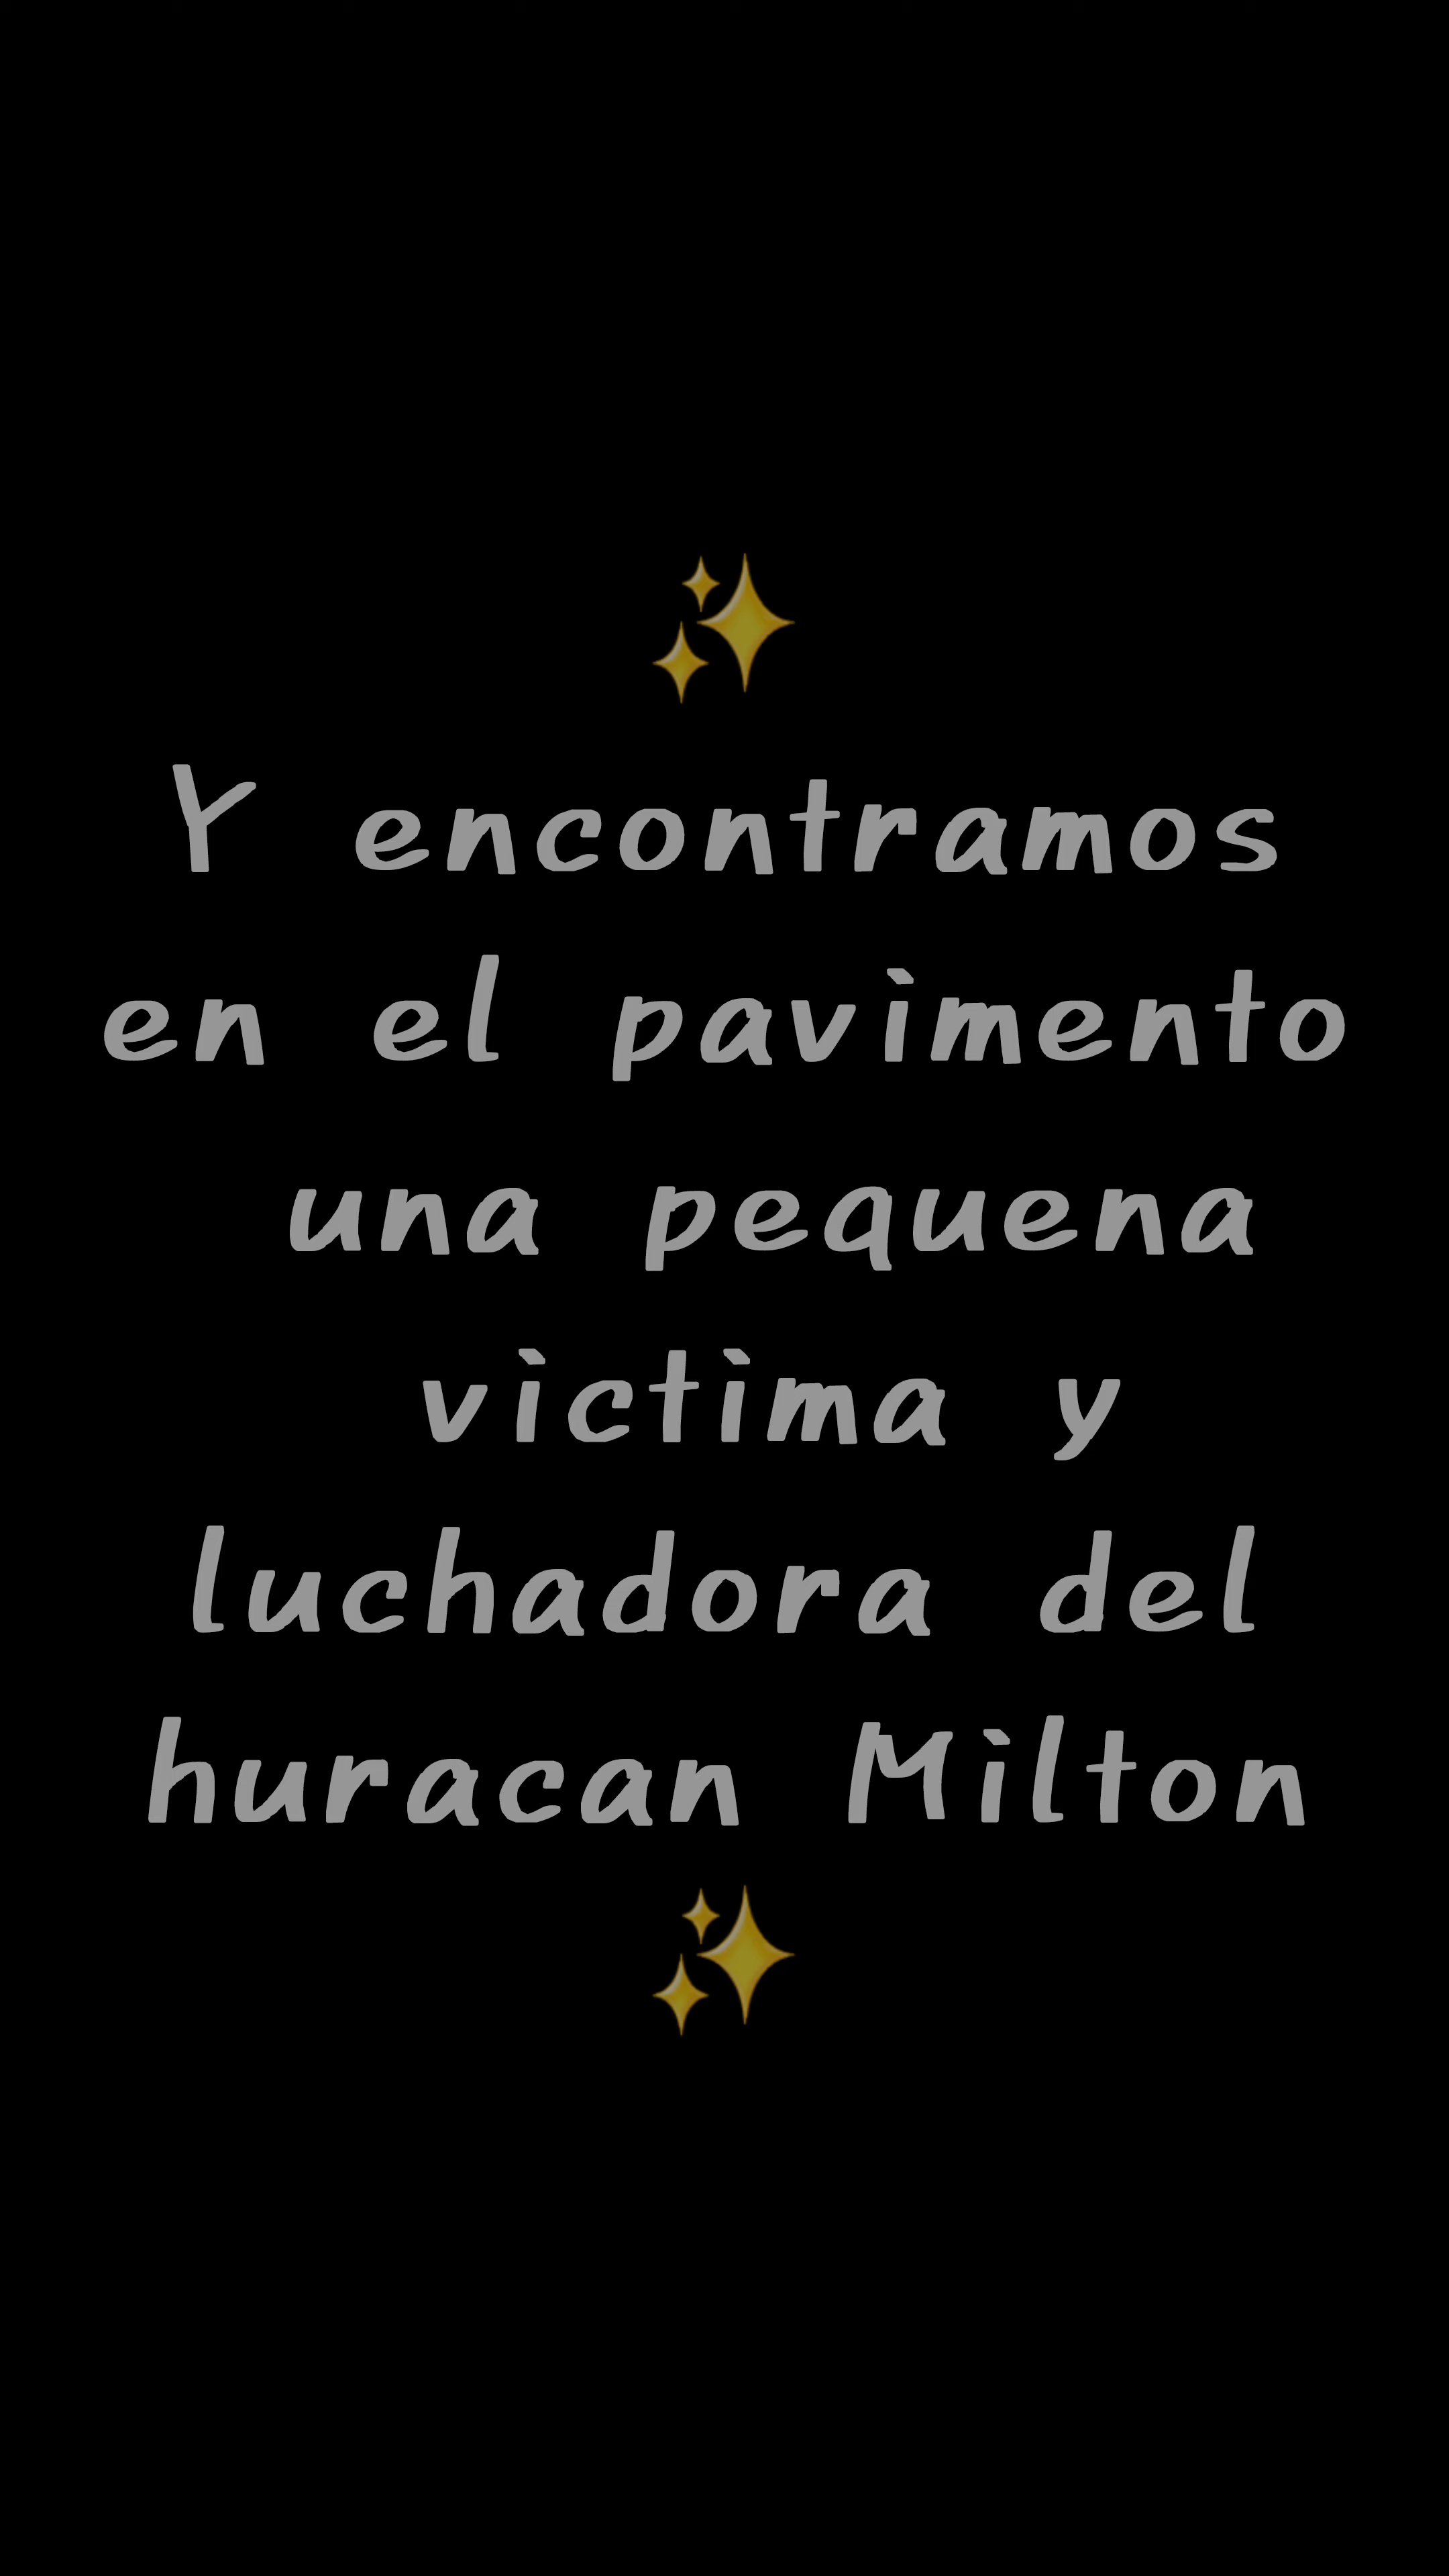 ✨
Y encontramos
en el pavimento
una pequena
victima y
luchadora del
huracan Milton
✨